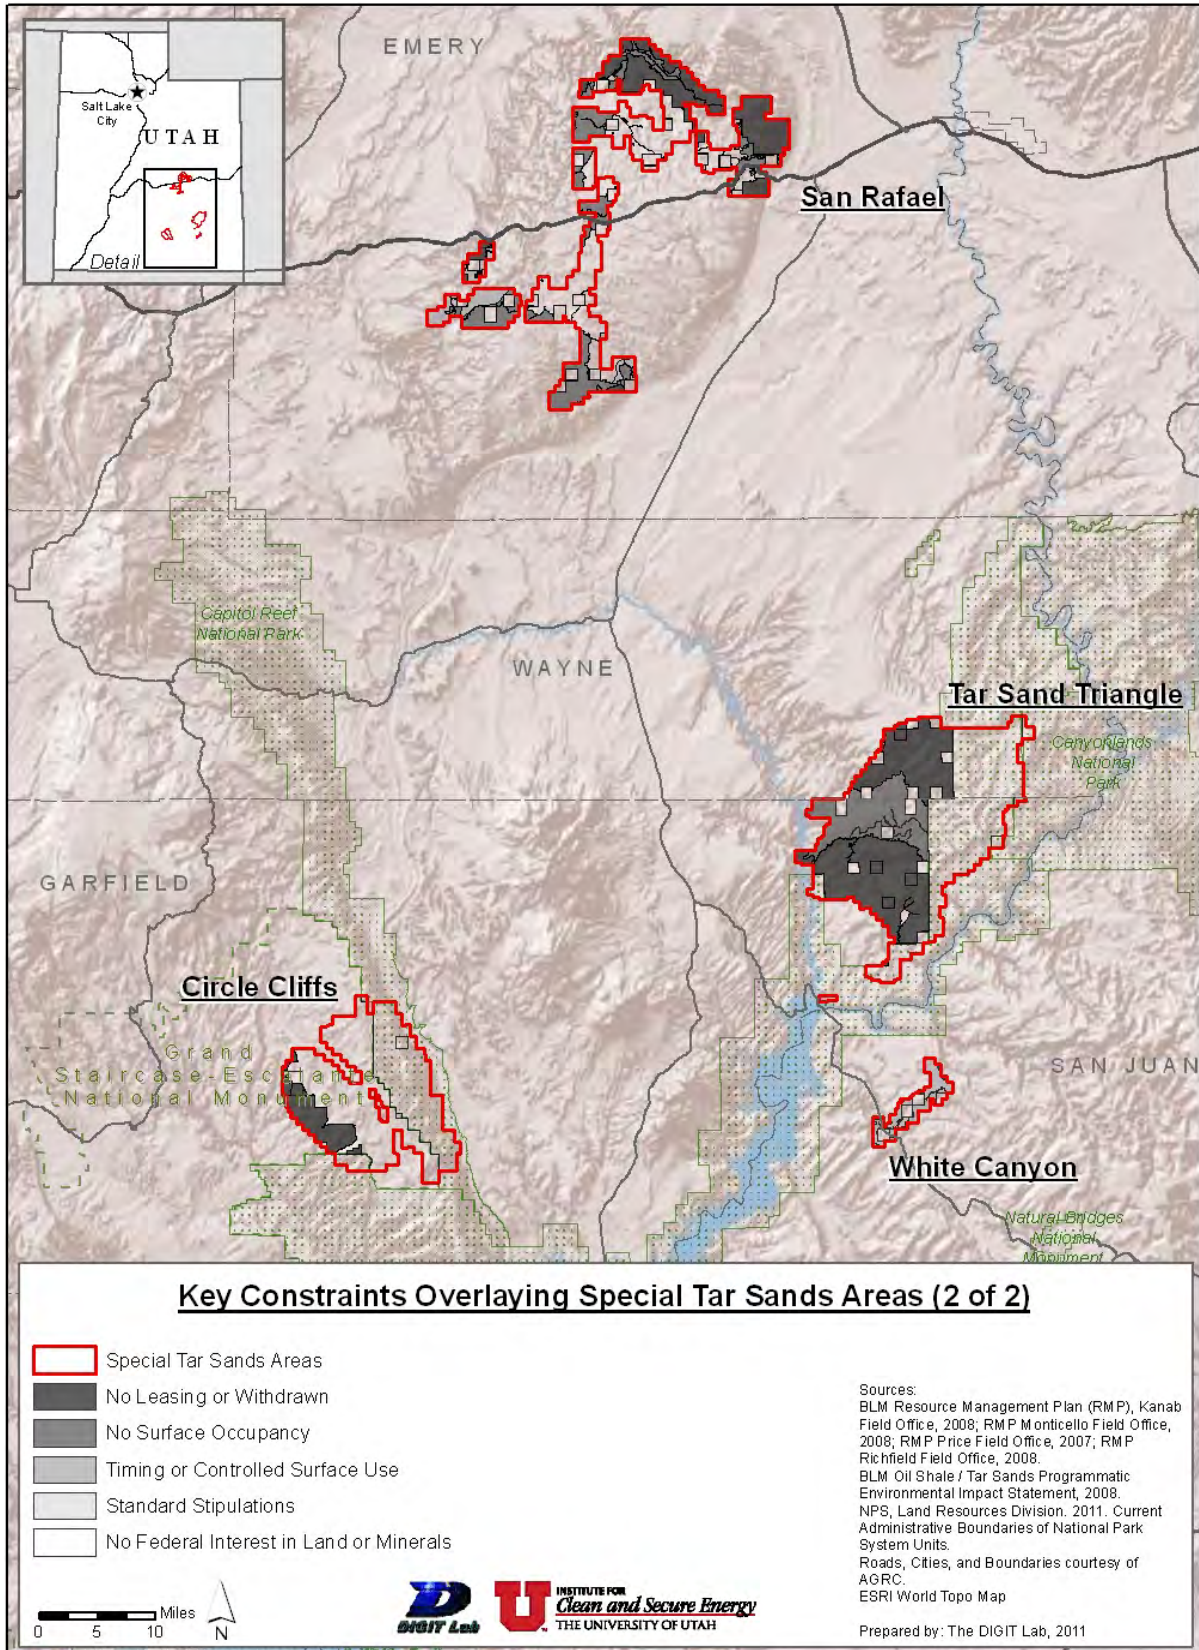 EMERY
Salt Lake
City
UTAH
Detail
San Rafael
Capitol Reef
National Park
WAYNE
Tar Sand Triangle
Canyonlands
National
Park
GARFIELD
Circle Cliffs
Grand
Staircase-Escalante
National Monument
SAN JUAN
White Canyon
Natural Bridges
National
Monument
Key Constraints Overlaying Special Tar Sands Areas (2 of 2)
Special Tar Sands Areas
No Leasing or Withdrawn
No Surface Occupancy
Timing or Controlled Surface Use
Standard Stipulations
No Federal Interest in Land or Minerals
Miles
0 5 10
N
D
DIGIT Lab
U
INSTITUTE FOR
Clean and Secure Energy
THE UNIVERSITY OF UTAH
Sources:
BLM Resource Management Plan (RMP), Kanab
Field Office, 2008; RMP Monticello Field Office,
2008; RMP Price Field Office, 2007; RMP
Richfield Field Office, 2008.
BLM Oil Shale / Tar Sands Programmatic
Environmental Impact Statement, 2008.
NPS, Land Resources Division. 2011. Current
Administrative Boundaries of National Park
System Units.
Roads, Cities, and Boundaries courtesy of
AGRC.
ESRI World Topo Map
Prepared by: The DIGIT Lab, 2011